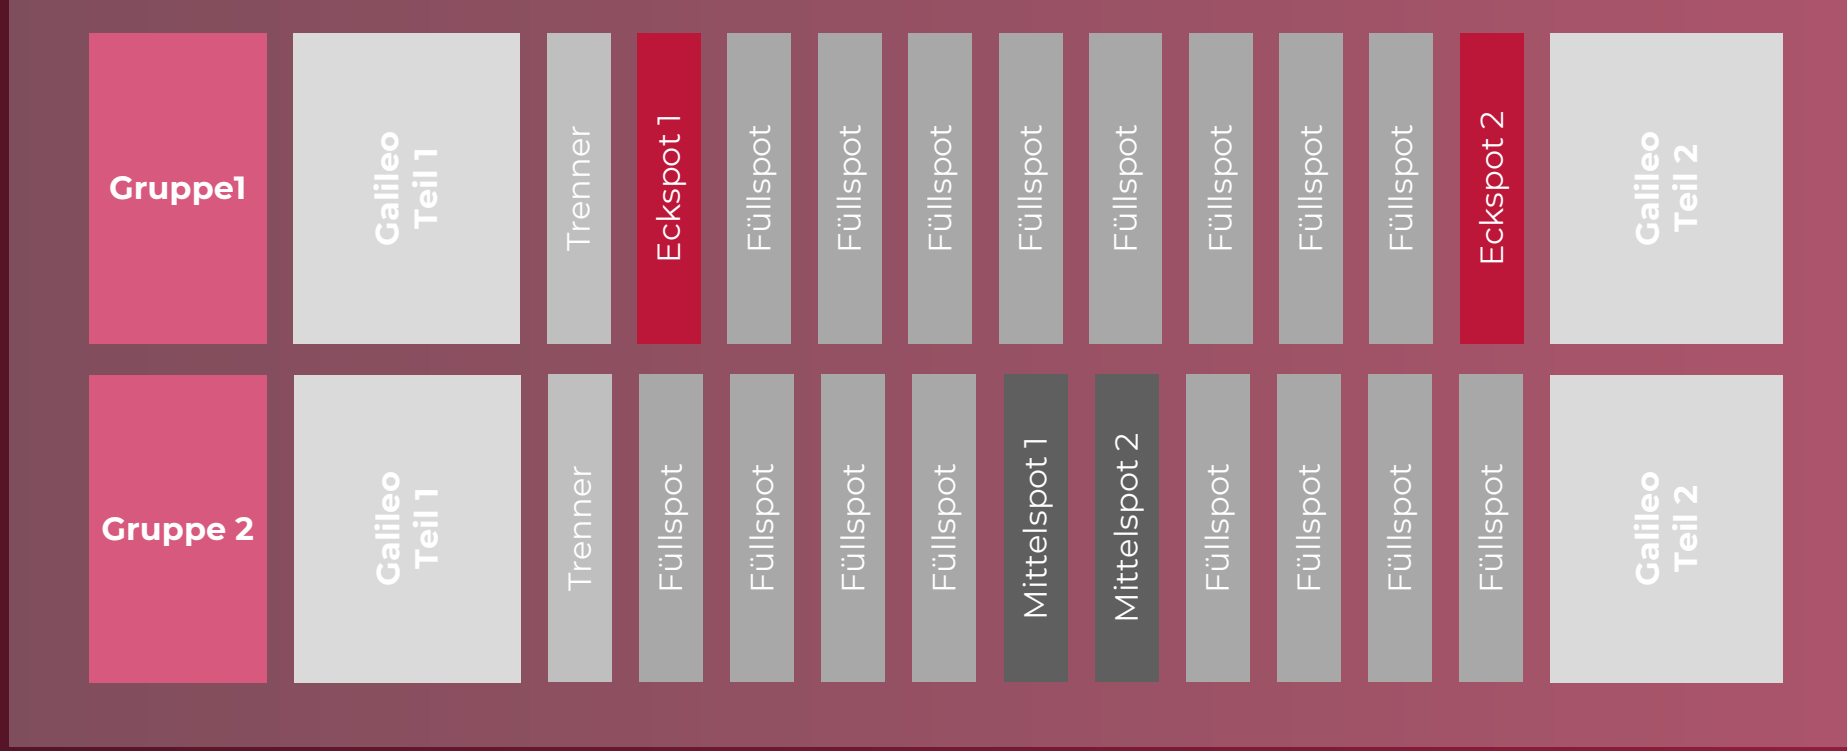 Gruppe1
Galileo
Teil 1
Trenner
Eckspot 1
Füllspot
Füllspot
Füllspot
Füllspot
Füllspot
Füllspot
Füllspot
Füllspot
Eckspot 2
Galileo
Teil 2
Gruppe 2
Galileo
Teil 1
Trenner
Füllspot
Füllspot
Füllspot
Füllspot
Mittelspot 1
Mittelspot 2
Füllspot
Füllspot
Füllspot
Füllspot
Galileo
Teil 2